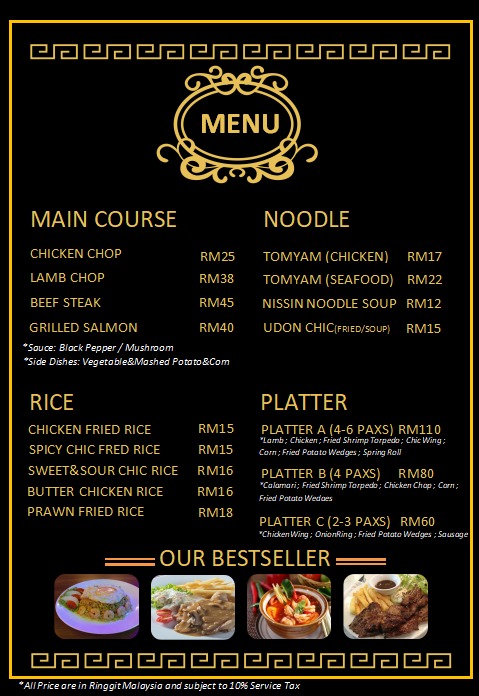 MENU
MAIN COURSE
CHICKEN CHOP RM25
LAMB CHOP RM38
BEEF STEAK RM45
GRILLED SALMON RM40
*Sauce: Black Pepper / Mushroom
*Side Dishes: Vegetable&Mashed Potato&Corn
NOODLE
TOMYAM (CHICKEN) RM17
TOMYAM (SEAFOOD) RM22
NISSIN NOODLE SOUP RM12
UDON CHIC(FRIED/SOUP) RM15
RICE
CHICKEN FRIED RICE RM15
SPICY CHIC FRED RICE RM15
SWEET&SOUR CHIC RICE RM16
BUTTER CHICKEN RICE RM16
PRAWN FRIED RICE RM18
PLATTER
PLATTER A (4-6 PAXS) RM110
*Lamb ; Chicken ; Fried Shrimp Torpedo ; Chic Wing ;
Corn ; Fried Potato Wedges ; Spring Roll
PLATTER B (4 PAXS) RM80
*Calamari ; Fried Shrimp Torpedo ; Chicken Chop ; Corn ;
Fried Potato Wedges
PLATTER C (2-3 PAXS) RM60
*ChickenWing ; OnionRing ; Fried Potato Wedges ; Sausage
OUR BESTSELLER
*All Price are in Ringgit Malaysia and subject to 10% Service Tax